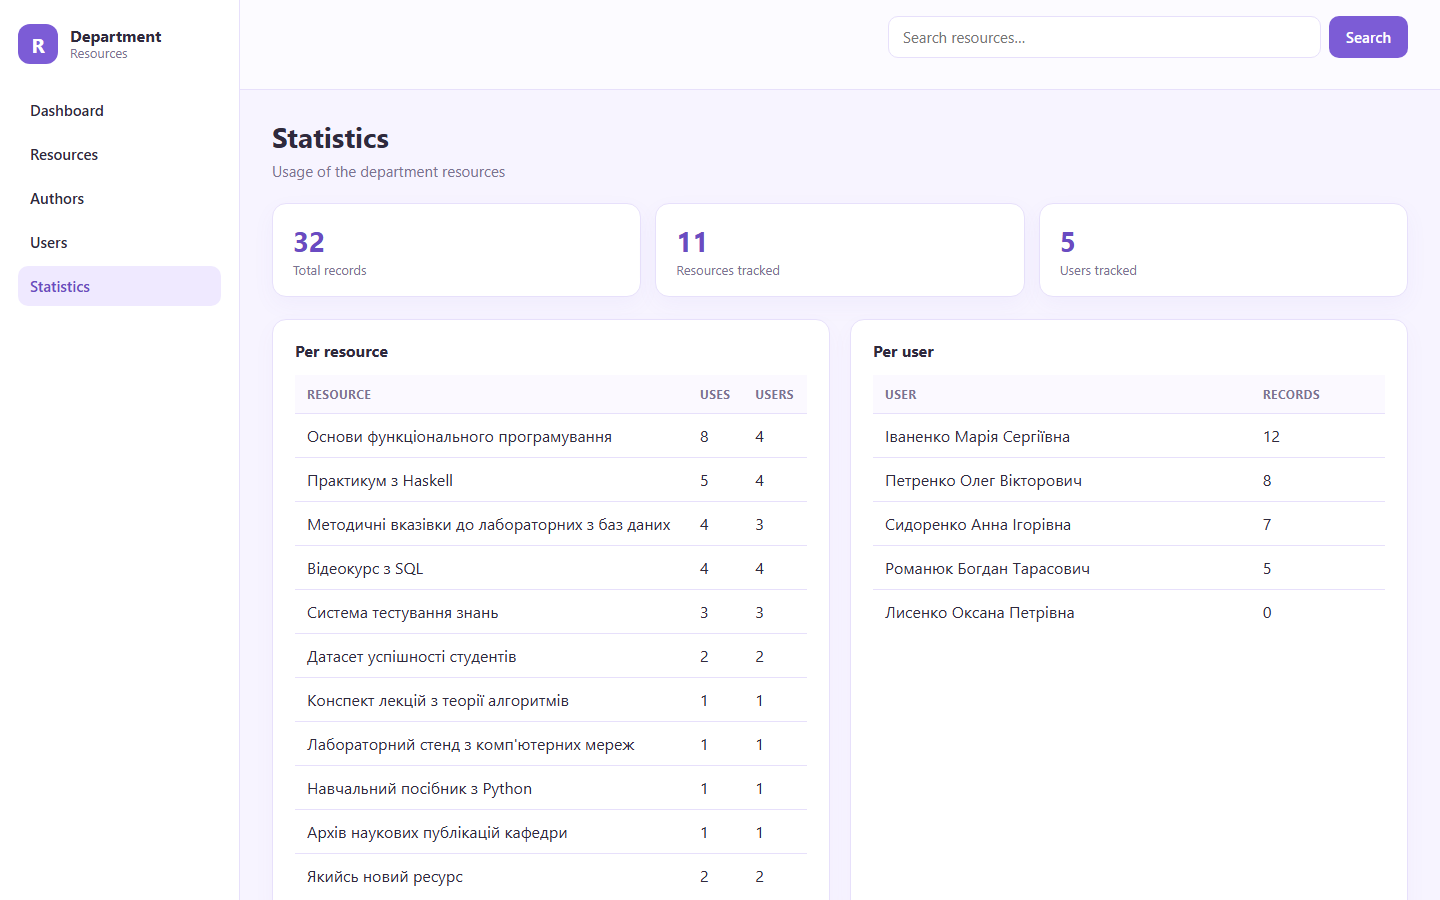 R
Department
Resources
Dashboard
Resources
Authors
Users
Statistics
Search resources...
Search
Statistics
Usage of the department resources
32
Total records
11
Resources tracked
5
Users tracked
Per resource
RESOURCE USES USERS
Основи функціонального програмування 8 4
Практикум з Haskell 5 4
Методичні вказівки до лабораторних з баз даних 4 3
Відеокурс з SQL 4 4
Система тестування знань 3 3
Датасет успішності студентів 2 2
Конспект лекцій з теорії алгоритмів 1 1
Лабораторний стенд з комп'ютерних мереж 1 1
Навчальний посібник з Python 1 1
Архів наукових публікацій кафедри 1 1
Якийсь новий ресурс 2 2
Per user
USER RECORDS
Іваненко Марія Сергіївна 12
Петренко Олег Вікторович 8
Сидоренко Анна Ігорівна 7
Романюк Богдан Тарасович 5
Лисенко Оксана Петрівна 0